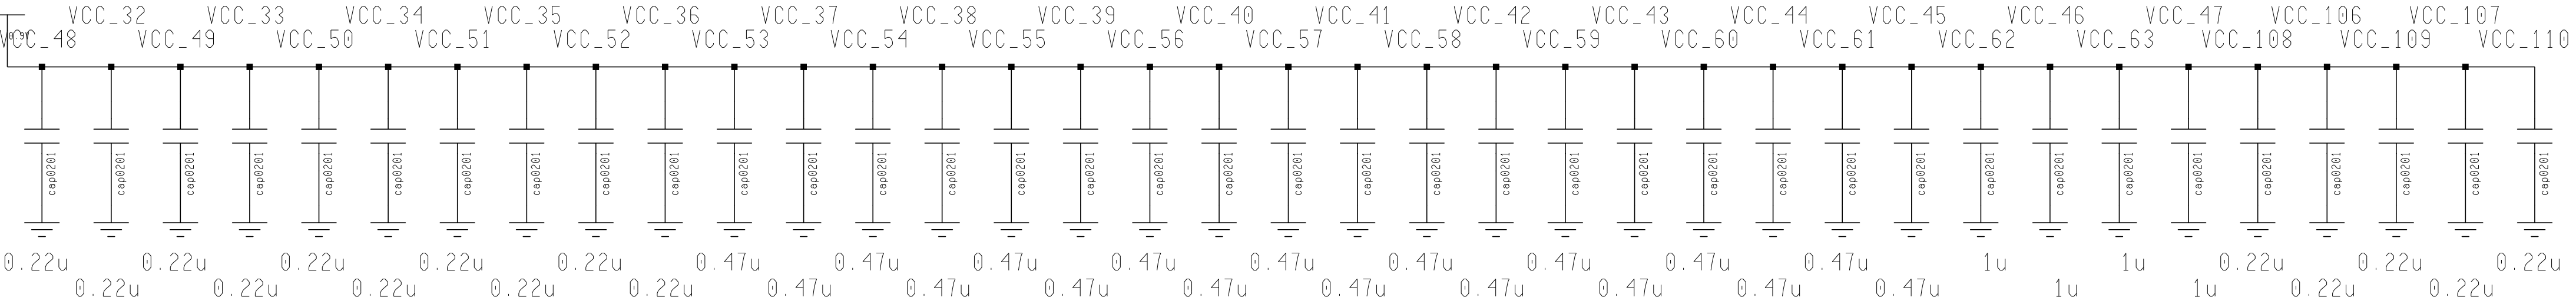 VCC_32 VCC_33 VCC_34 VCC_35 VCC_36 VCC_37 VCC_38 VCC_39 VCC_40 VCC_41 VCC_42 VCC_43 VCC_44 VCC_45 VCC_46 VCC_47 VCC_106 VCC_107
0.9V
VCC_48 VCC_49 VCC_50 VCC_51 VCC_52 VCC_53 VCC_54 VCC_55 VCC_56 VCC_57 VCC_58 VCC_59 VCC_60 VCC_61 VCC_62 VCC_63 VCC_108 VCC_109 VCC_110
cap0201 cap0201 cap0201 cap0201 cap0201 cap0201 cap0201 cap0201 cap0201 cap0201 cap0201 cap0201 cap0201 cap0201 cap0201 cap0201 cap0201 cap0201 cap0201 cap0201 cap0201 cap0201 cap0201 cap0201 cap0201 cap0201 cap0201 cap0201 cap0201 cap0201 cap0201 cap0201 cap0201 cap0201 cap0201 cap0201 cap0201
0.22u 0.22u 0.22u 0.22u 0.22u 0.47u 0.47u 0.47u 0.47u 0.47u 0.47u 0.47u 0.47u 0.47u 1u 1u 0.22u 0.22u 0.22u
0.22u 0.22u 0.22u 0.22u 0.22u 0.47u 0.47u 0.47u 0.47u 0.47u 0.47u 0.47u 0.47u 0.47u 1u 1u 0.22u 0.22u